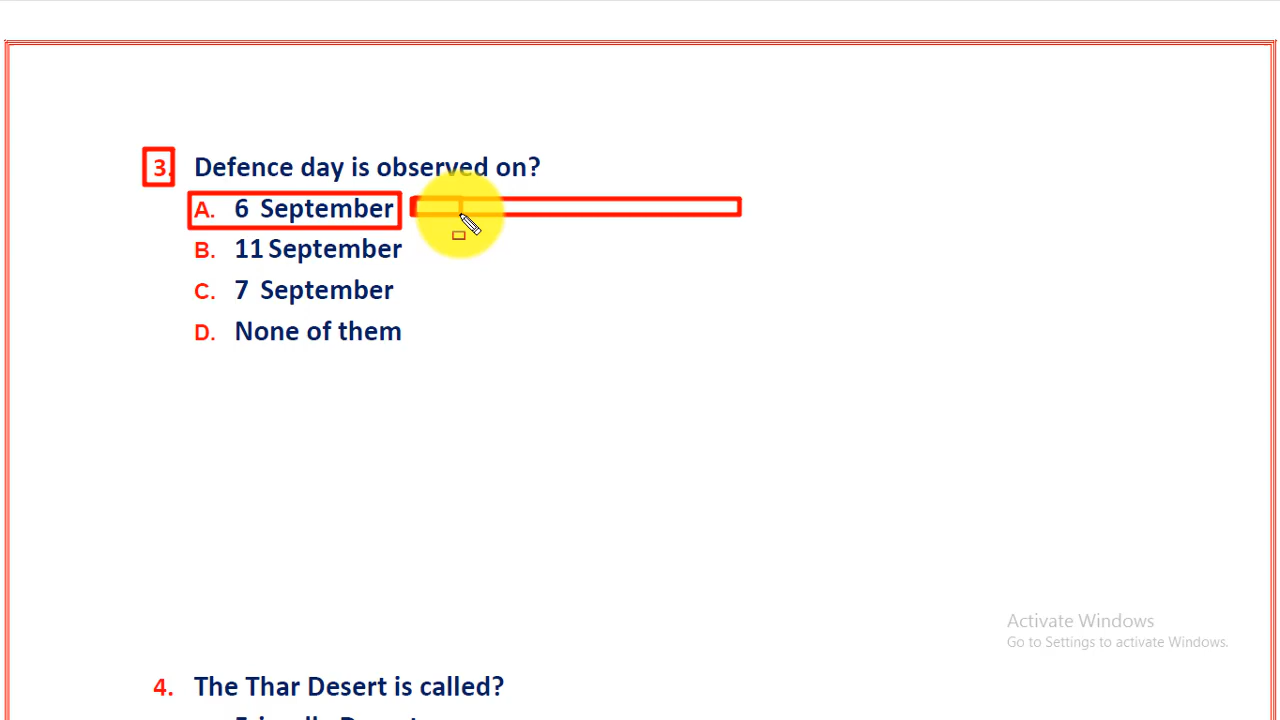 3. Defence day is observed on?
A. 6 September
B. 11 September
C. 7 September
D. None of them
Activate Windows
Go to Settings to activate Windows.
4. The Thar Desert is called?